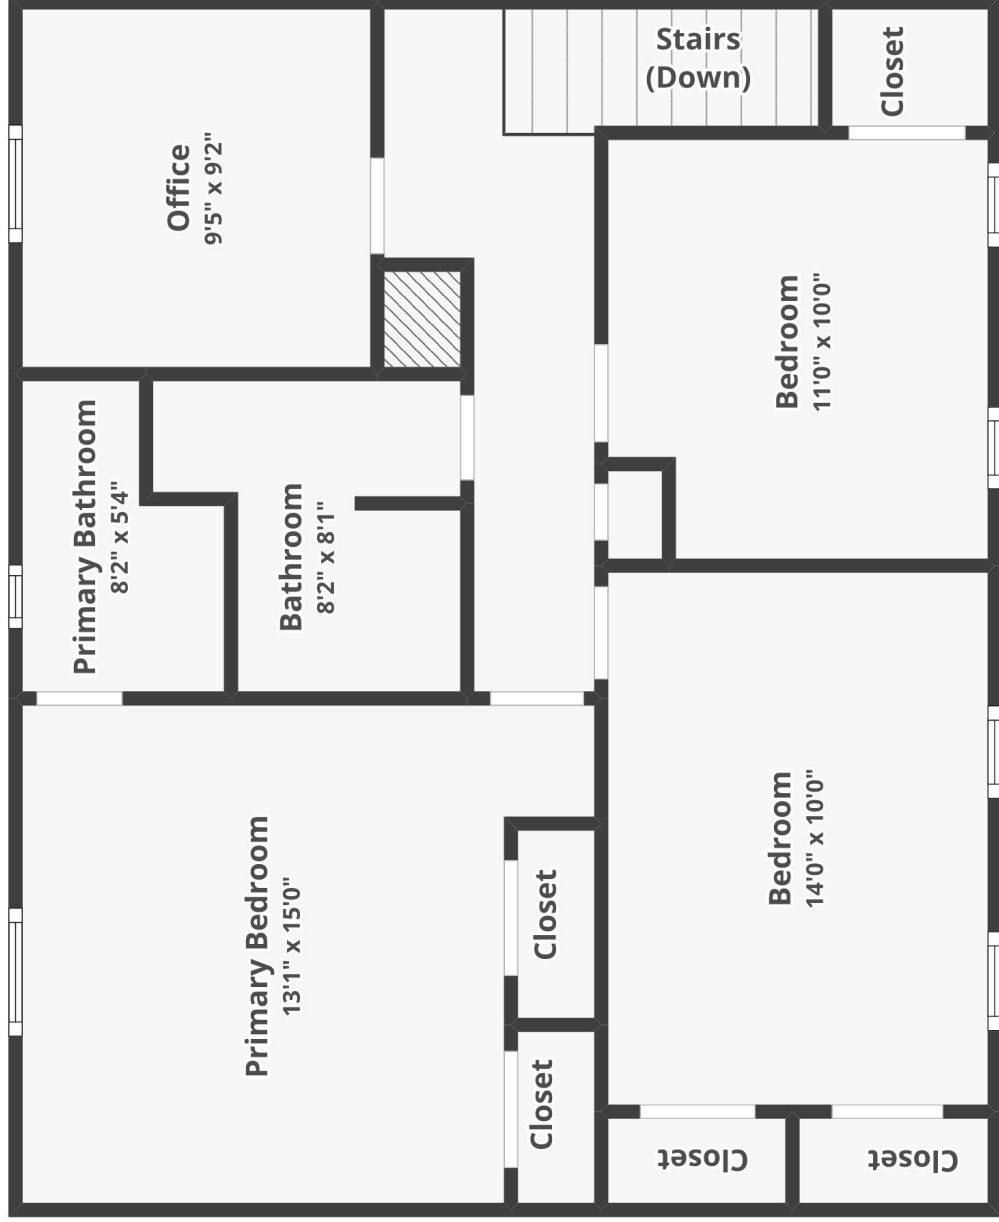 Stairs
(Down)
Closet
Office
9'5" x 9'2"
Bedroom
11'0" x 10'0"
Primary Bathroom
8'2" x 5'4"
Bathroom
8'2" x 8'1"
Primary Bedroom
13'1" x 15'0"
Closet
Closet
Bedroom
14'0" x 10'0"
Closet
Closet